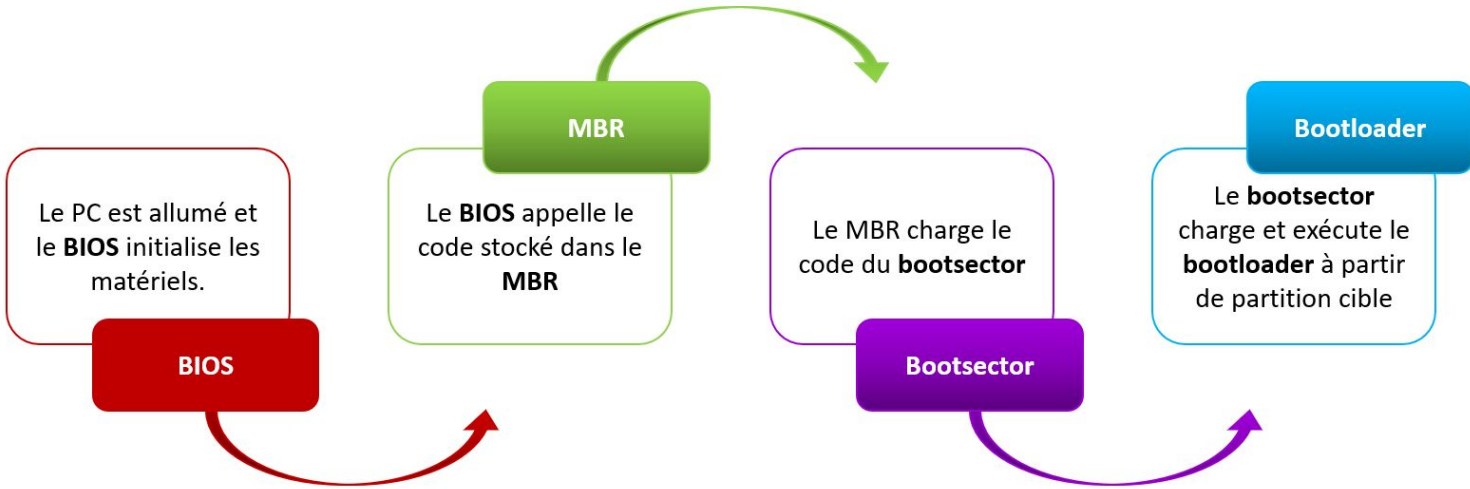 Le PC est allumé et
le BIOS initialise les
matériels.
BIOS
MBR
Le BIOS appelle le
code stocké dans le
MBR
Le MBR charge le
code du bootsector
Bootsector
Bootloader
Le bootsector
charge et exécute le
bootloader à partir
de partition cible